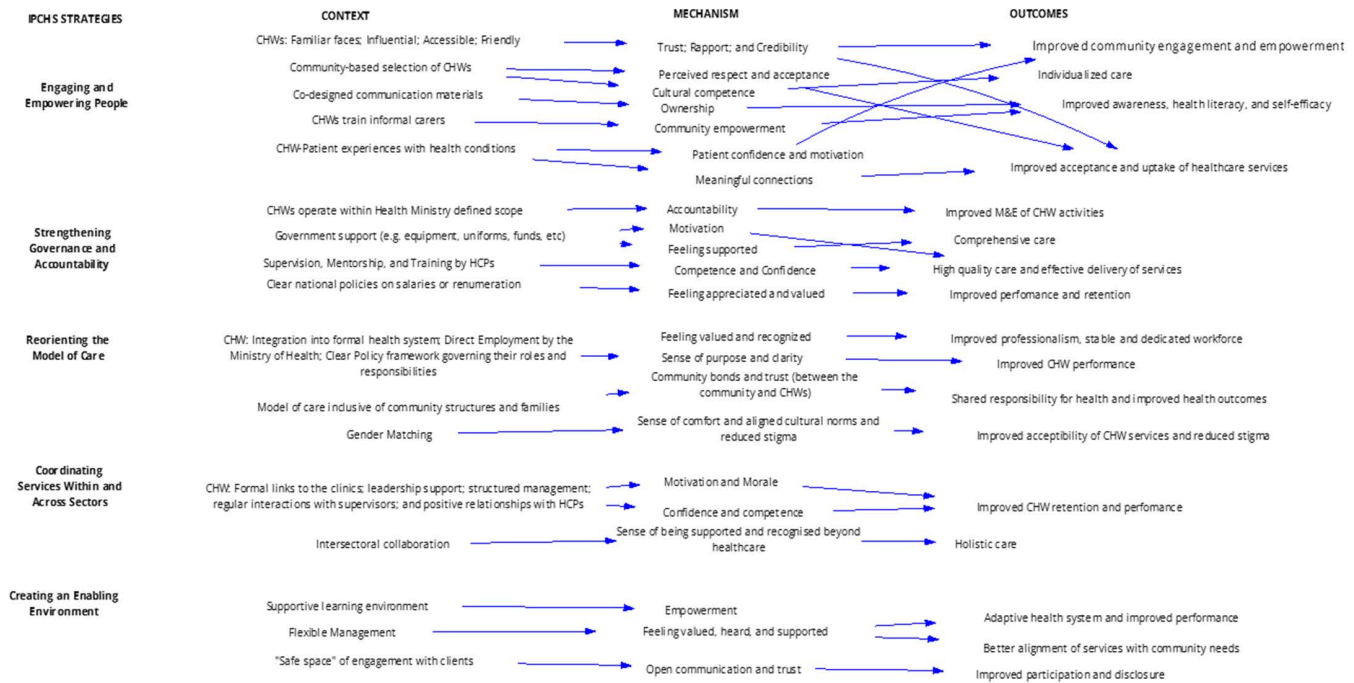 IPCHS STRATEGIES
CONTEXT
MECHANISM
OUTCOMES
Engaging and
Empowering People
CHWs: Familiar faces; Influential; Accessible; Friendly
Community-based selection of CHWs
Co-designed communication materials
CHWs train informal carers
CHW-Patient experiences with health conditions
Trust; Rapport; and Credibility
Perceived respect and acceptance
Cultural competence
Ownership
Community empowerment
Patient confidence and motivation
Meaningful connections
Improved community engagement and empowerment
Individualized care
Improved awareness, health literacy, and self-efficacy
Improved acceptance and uptake of healthcare services
Strengthening
Governance and
Accountability
CHWs operate within Health Ministry defined scope
Government support (e.g. equipment, uniforms, funds, etc)
Supervision, Mentorship, and Training by HCPs
Clear national policies on salaries or renumeration
Accountability
Motivation
Feeling supported
Competence and Confidence
Feeling appreciated and valued
Improved M&E of CHW activities
Comprehensive care
High quality care and effective delivery of services
Improved perfomance and retention
Reorienting the
Model of Care
CHW: Integration into formal health system; Direct Employment by the
Ministry of Health; Clear Policy framework governing their roles and
responsibilities
Model of care inclusive of community structures and families
Gender Matching
Feeling valued and recognized
Sense of purpose and clarity
Community bonds and trust (between the
community and CHWs)
Sense of comfort and aligned cultural norms and
reduced stigma
Improved professionalism, stable and dedicated workforce
Improved CHW performance
Shared responsibility for health and improved health outcomes
Improved acceptibility of CHW services and reduced stigma
Coordinating
Services Within and
Across Sectors
CHW: Formal links to the clinics; leadership support; structured management;
regular interactions with supervisors; and positive relationships with HCPs
Intersectoral collaboration
Motivation and Morale
Confidence and competence
Sense of being supported and recognised beyond
healthcare
Improved CHW retention and perfomance
Holistic care
Creating an Enabling
Environment
Supportive learning environment
Flexible Management
"Safe space" of engagement with clients
Empowerment
Feeling valued, heard, and supported
Open communication and trust
Adaptive health system and improved performance
Better alignment of services with community needs
Improved participation and disclosure